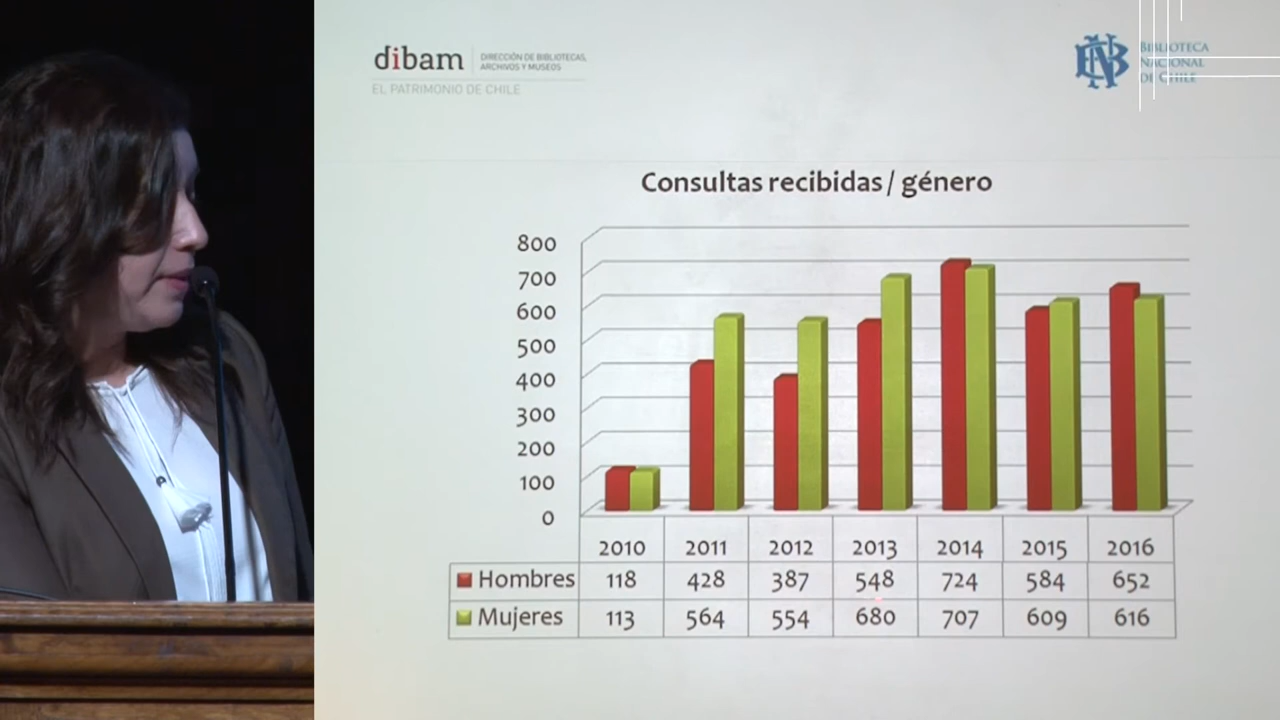 dibam
DIRECCIÓN DE BIBLIOTECAS,
ARCHIVOS Y MUSEOS
EL PATRIMONIO DE CHILE
BIBLIOTECA
NACIONAL
DE CHILE
Consultas recibidas / género
800
700
600
500
400
300
200
100
0
2010 2011 2012 2013 2014 2015 2016
Hombres 118 428 387 548 724 584 652
Mujeres 113 564 554 680 707 609 616